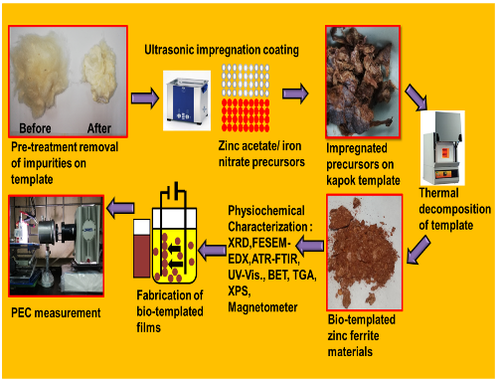 Ultrasonic impregnation coating
Before
After
Pre-treatment removal
of impurities on
template
Zinc acetate/ iron
nitrate precursors
Impregnated
precursors on
kapok template
Thermal
decomposition
of template
Bio-templated
zinc ferrite
materials
Physiochemical
Characterization :
XRD,FESEM-
EDX,ATR-FTIR,
UV-Vis., BET, TGA,
XPS,
Magnetometer
Fabrication of
bio-templated
films
PEC measurement